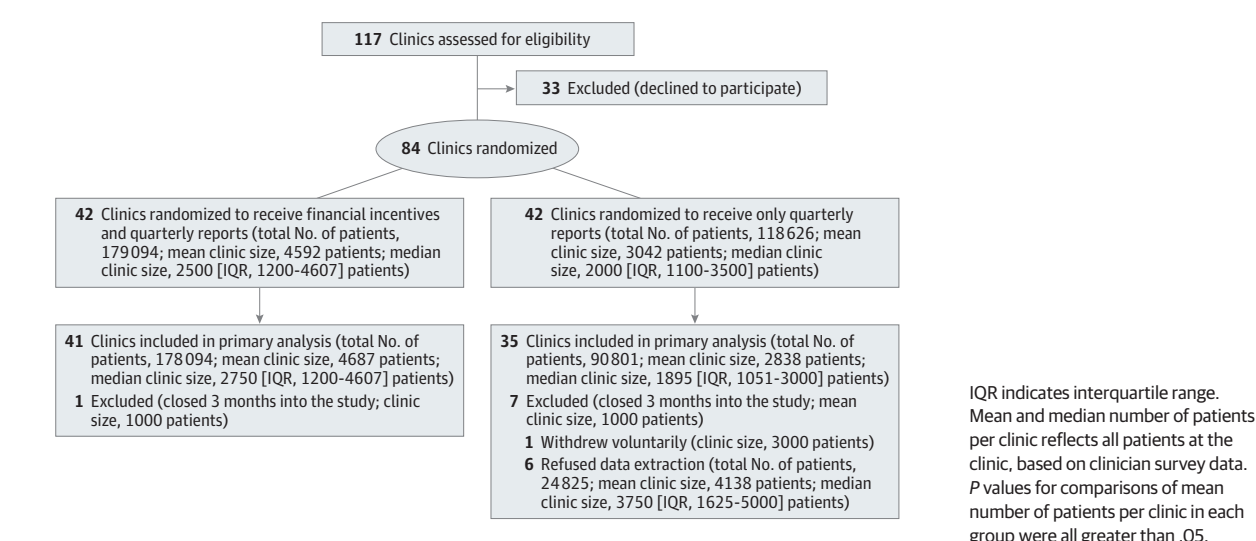 117 Clinics assessed for eligibility
33 Excluded (declined to participate)
84 Clinics randomized
42 Clinics randomized to receive financial incentives
and quarterly reports (total No. of patients,
179 094; mean clinic size, 4592 patients; median
clinic size, 2500 [IQR, 1200-4607] patients)
42 Clinics randomized to receive only quarterly
reports (total No. of patients, 118 626; mean
clinic size, 3042 patients; median clinic
size, 2000 [IQR, 1100-3500] patients)
41 Clinics included in primary analysis (total No. of
patients, 178 094; mean clinic size, 4687 patients;
median clinic size, 2750 [IQR, 1200-4607] patients)
1 Excluded (closed 3 months into the study; clinic
size, 1000 patients)
35 Clinics included in primary analysis (total No. of
patients, 90 801; mean clinic size, 2838 patients;
median clinic size, 1895 [IQR, 1051-3000] patients)
7 Excluded (closed 3 months into the study; mean
clinic size, 1000 patients)
1 Withdrew voluntarily (clinic size, 3000 patients)
6 Refused data extraction (total No. of patients,
24 825; mean clinic size, 4138 patients; median
clinic size, 3750 [IQR, 1625-5000] patients)
IQR indicates interquartile range.
Mean and median number of patients
per clinic reflects all patients at the
clinic, based on clinician survey data.
P values for comparisons of mean
number of patients per clinic in each
group were all greater than .05.